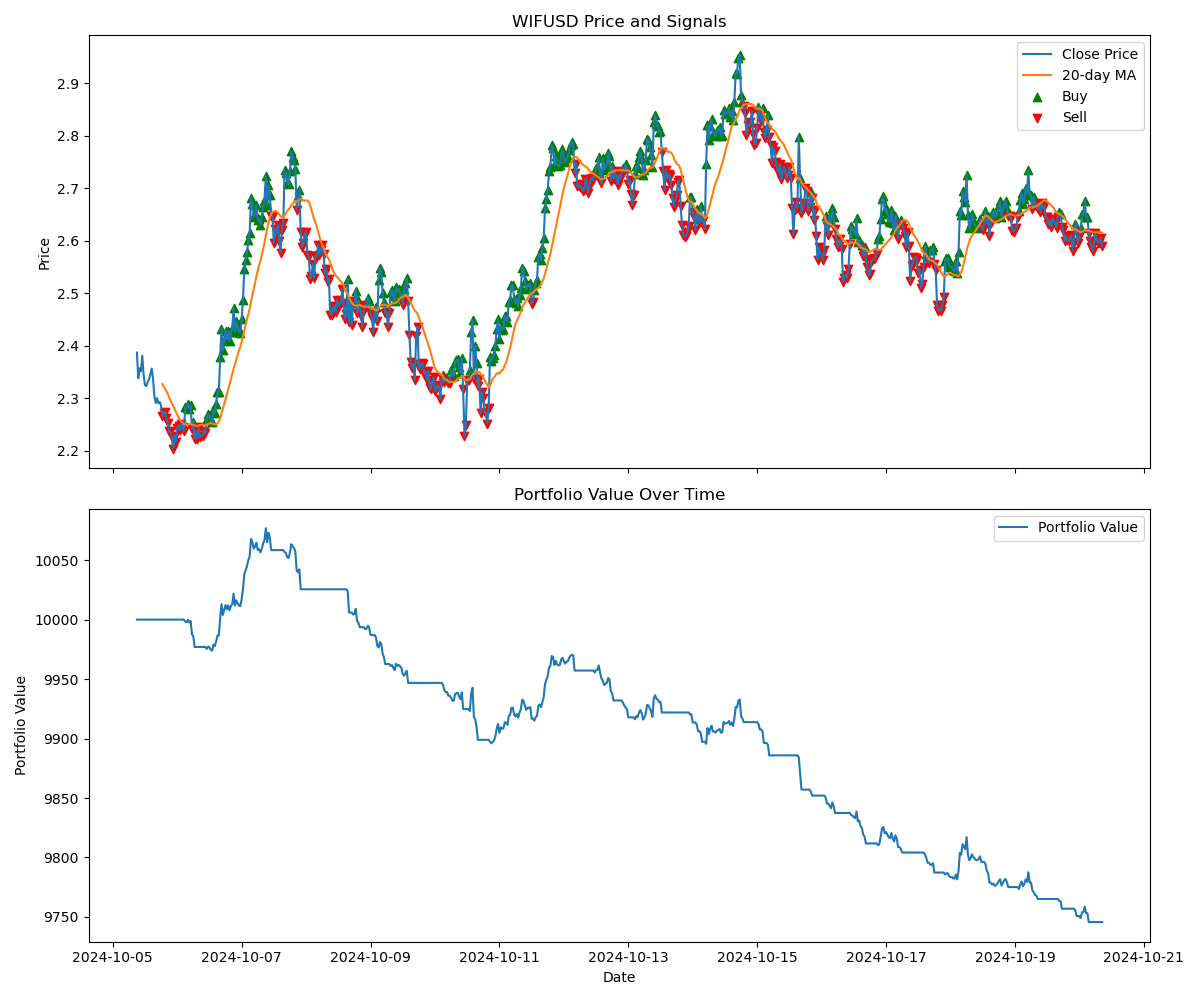 WIFUSD Price and Signals
Price
2.9
2.8
2.7
2.6
2.5
2.4
2.3
2.2
Close Price
20-day MA
Buy
Sell
Portfolio Value Over Time
Portfolio Value
10050
10000
9950
9900
9850
9800
9750
Portfolio Value
2024-10-05 2024-10-07 2024-10-09 2024-10-11 2024-10-13 2024-10-15 2024-10-17 2024-10-19 2024-10-21
Date